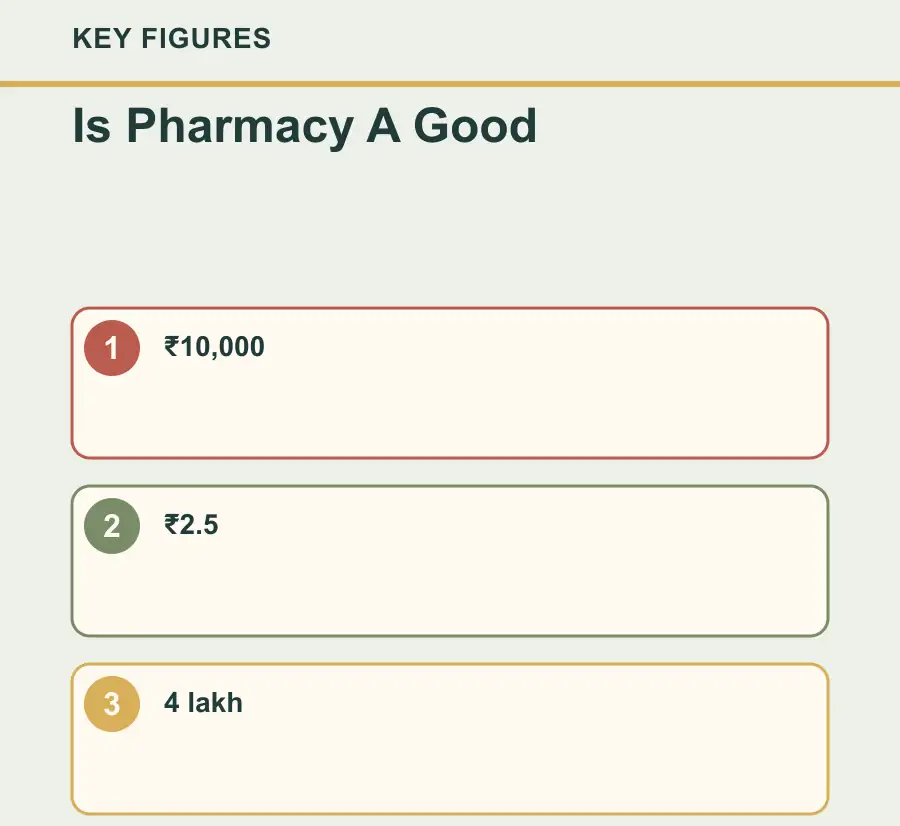 KEY FIGURES
Is Pharmacy A Good
1 ₹10,000
2 ₹2.5
3 4 lakh